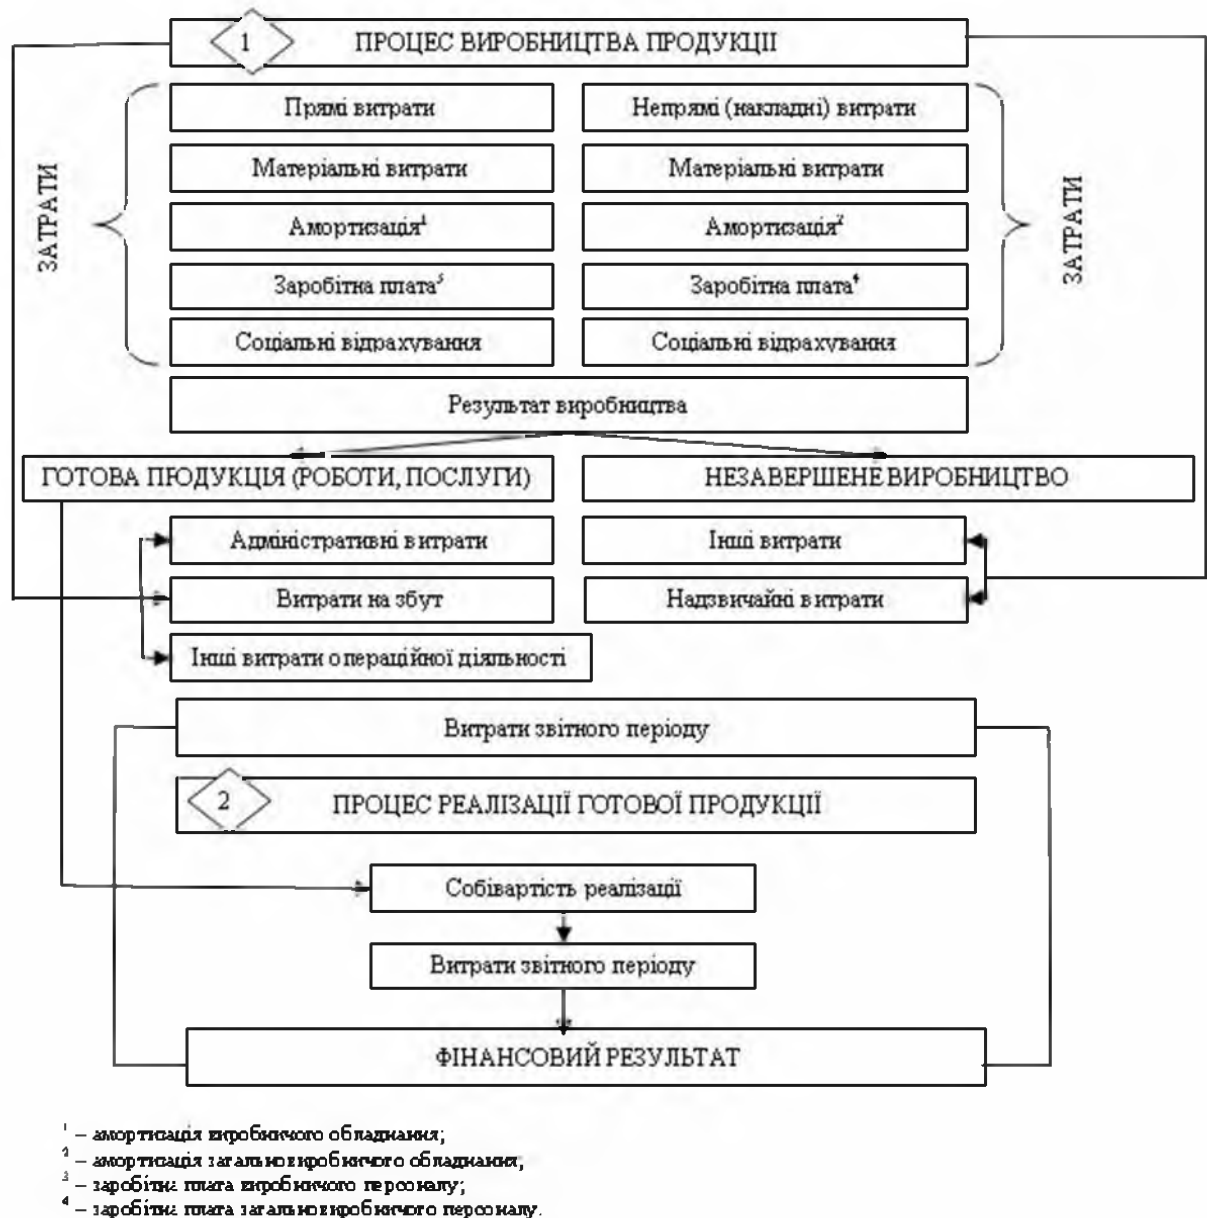 1 ПРОЦЕС ВИРОБНИЦТВА ПРОДУКЦІІ
ЗАТРАТИ
Прямі витрати
Непрямі (накладні) витрати
ЗАТРАТИ
Матеріальні витрати
Матеріальні витрати
Амортизація¹
Амортизація²
Заробітна плата³
Заробітна плата⁴
Соціальні відрахування
Соціальні відрахування
Результат виробництва
ГОТОВА ПЮДУКЦІЯ (РОБОТИ, ПОСЛУГИ)
НЕЗАВЕРШЕНЕ ВИРОБНИЦТВО
Адміністративні витрати
Інші витрати
Витрати на збут
Надзвичайні витрати
Інші витрати операційної діяльності
Витрати звітного періоду
2 ПРОЦЕС РЕАЛІЗАЦІЇ ГОТОВОЇ ПРОДУКЦІЇ
Собівартість реалізації
Витрати звітного періоду
ФІНАНСОВИЙ РЕЗУЛЬТАТ
¹ – амортизація виробничого обладнання;
² – амортизація загальновиробничого обладнання;
³ – заробітна плата виробничого персоналу;
⁴ – заробітна плата загальновиробничого персоналу.